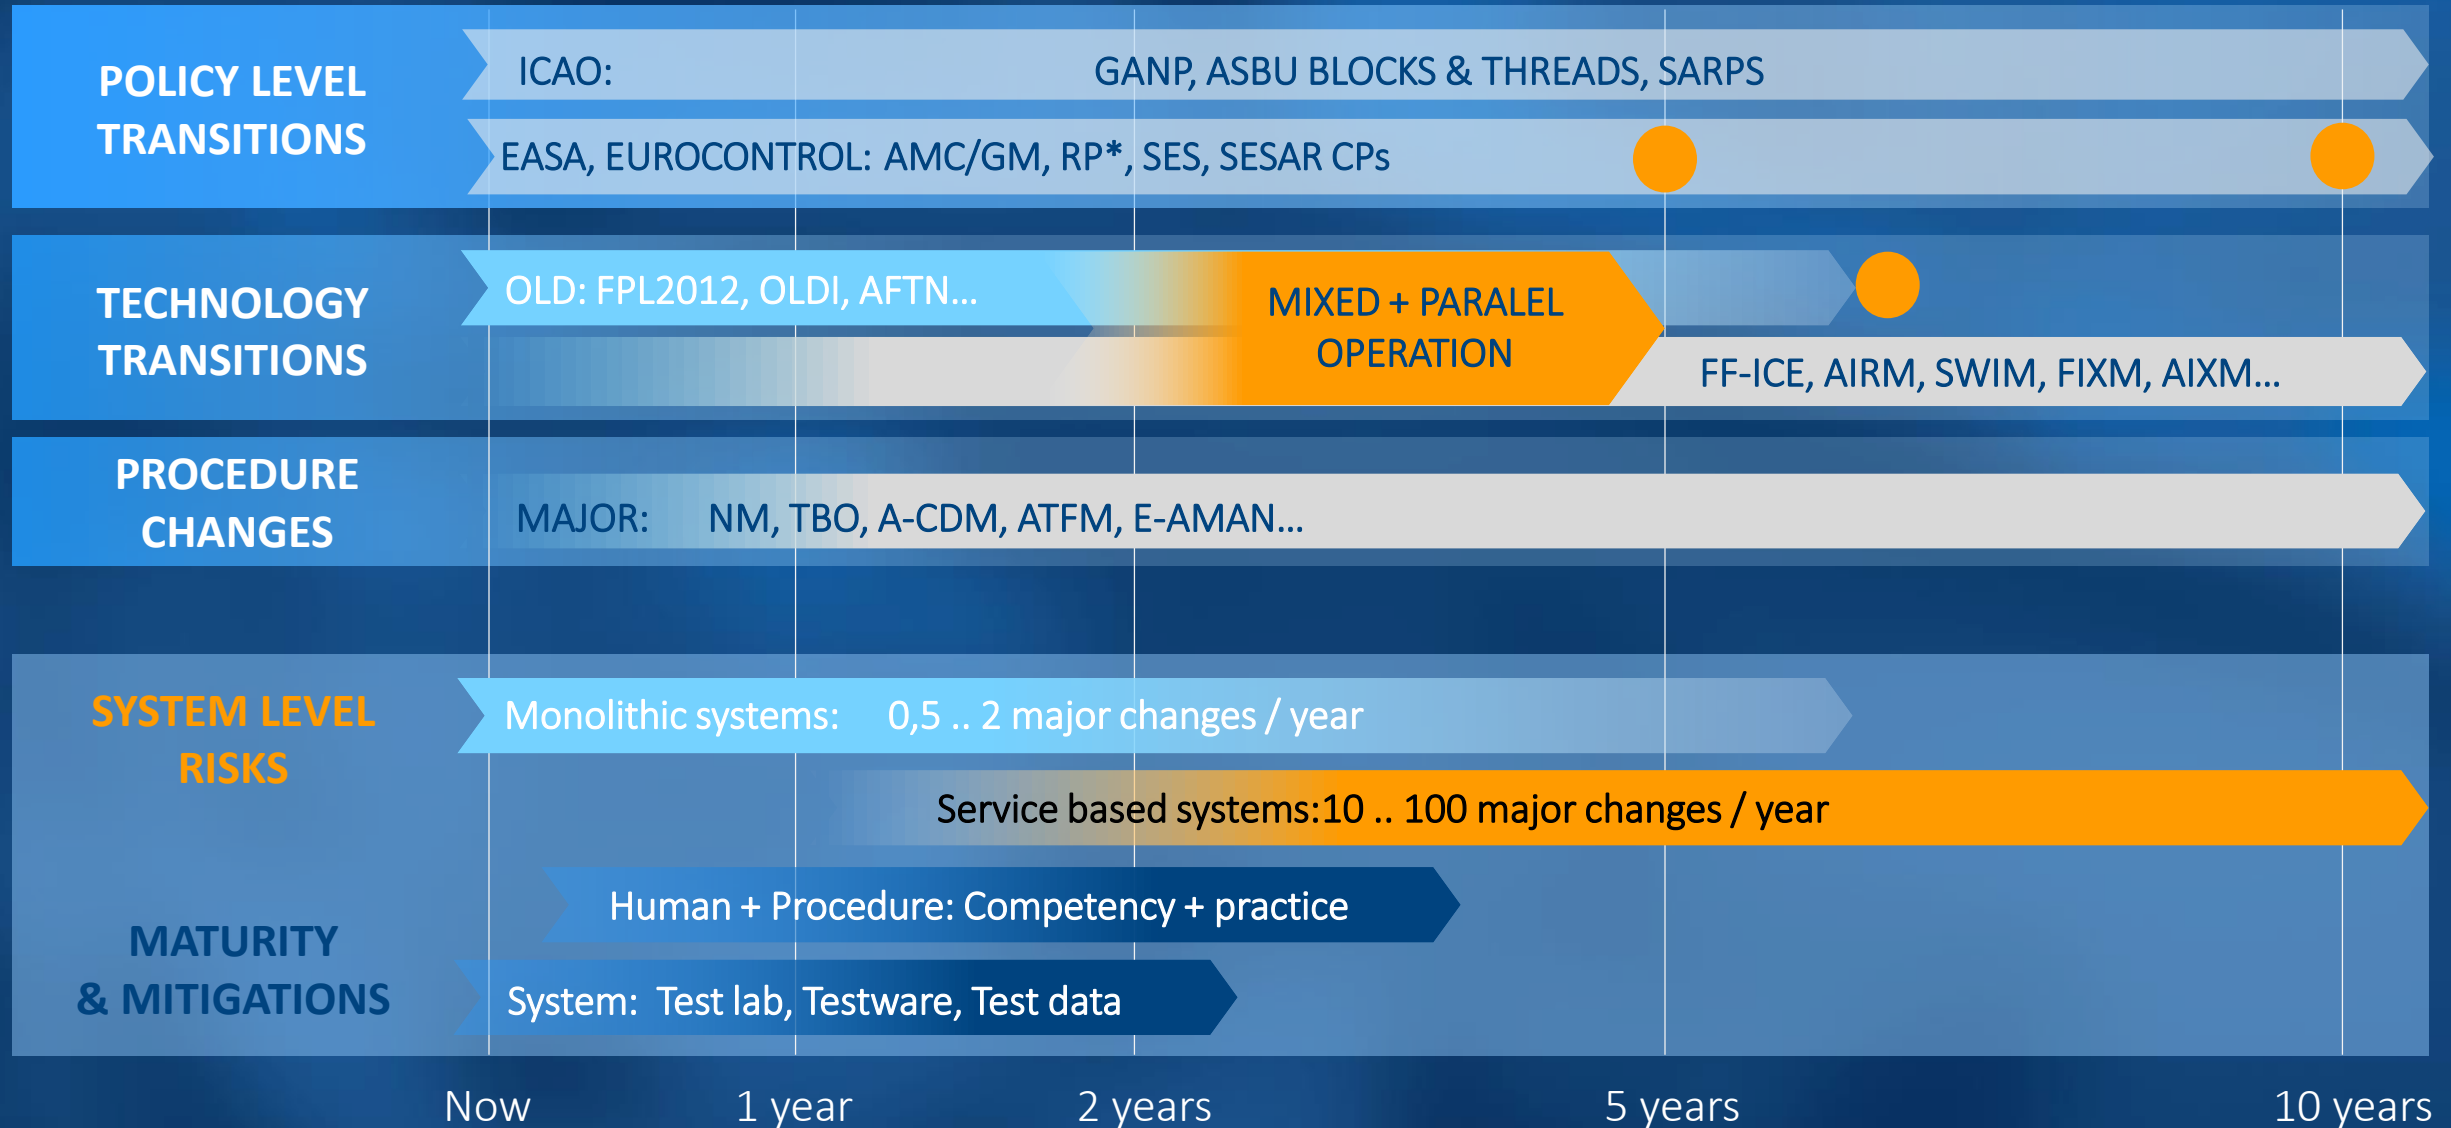 POLICY LEVEL
TRANSITIONS
ICAO: GANP, ASBU BLOCKS & THREADS, SARPS
EASA, EUROCONTROL: AMC/GM, RP*, SES, SESAR CPs
TECHNOLOGY
TRANSITIONS
OLD: FPL2012, OLDI, AFTN...
MIXED + PARALEL
OPERATION
FF-ICE, AIRM, SWIM, FIXM, AIXM...
PROCEDURE
CHANGES
MAJOR: NM, TBO, A-CDM, ATFM, E-AMAN...
SYSTEM LEVEL
RISKS
Monolithic systems: 0,5 .. 2 major changes / year
Service based systems:10 .. 100 major changes / year
MATURITY
& MITIGATIONS
Human + Procedure: Competency + practice
System: Test lab, Testware, Test data
Now 1 year 2 years 5 years 10 years